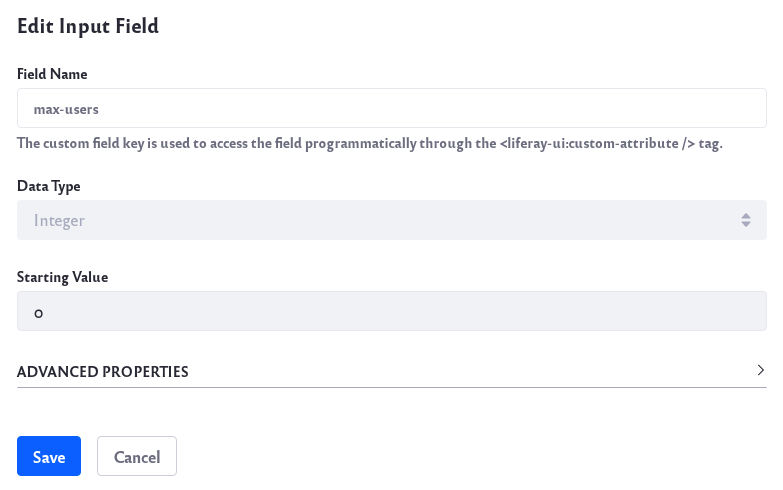 Edit Input Field
Field Name
max-users
The custom field key is used to access the field programmatically through the <liferay-ui:custom-attribute /> tag.
Data Type
Integer
Starting Value
0
ADVANCED PROPERTIES
Save
Cancel